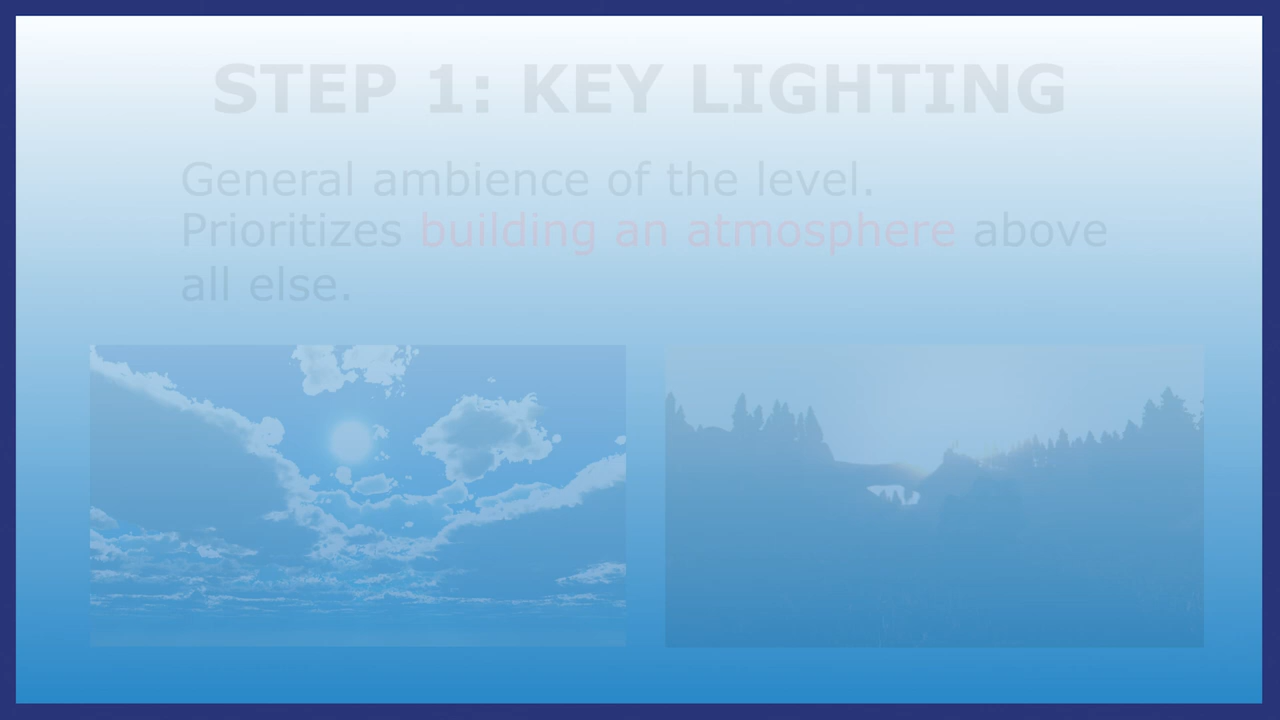 STEP 1: KEY LIGHTING
General ambience of the level.
Prioritizes building an atmosphere above
all else.